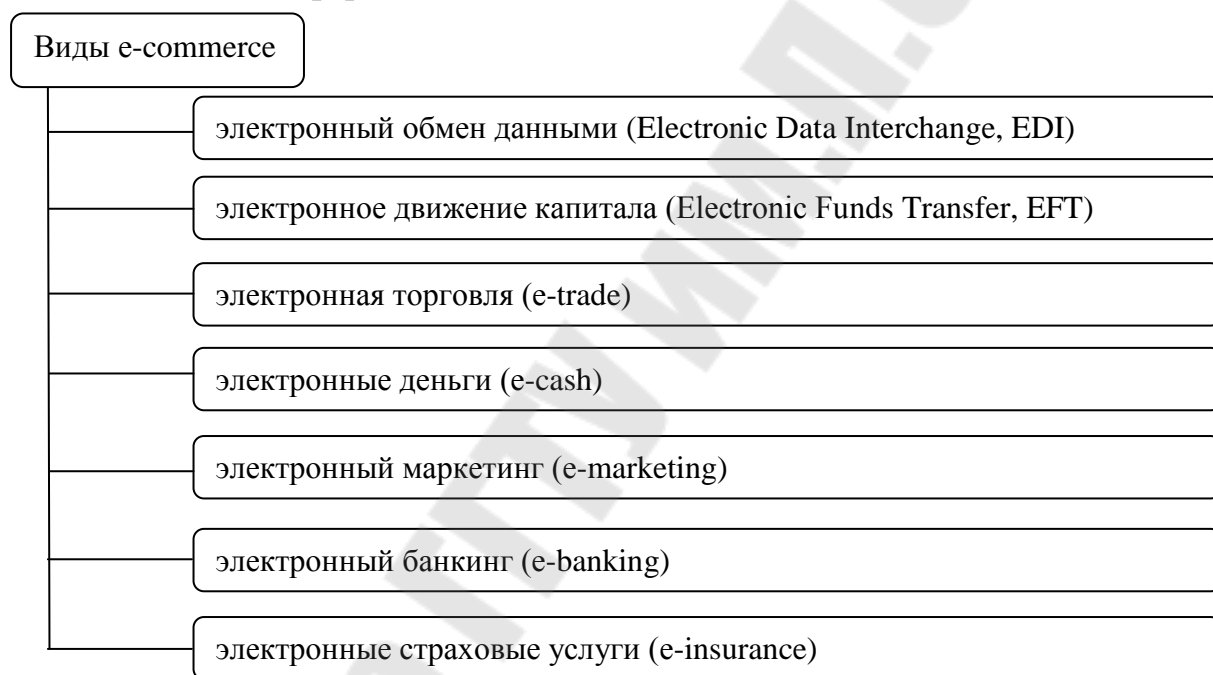 Виды e-commerce
электронный обмен данными (Electronic Data Interchange, EDI)
электронное движение капитала (Electronic Funds Transfer, EFT)
электронная торговля (e-trade)
электронные деньги (e-cash)
электронный маркетинг (e-marketing)
электронный банкинг (e-banking)
электронные страховые услуги (e-insurance)